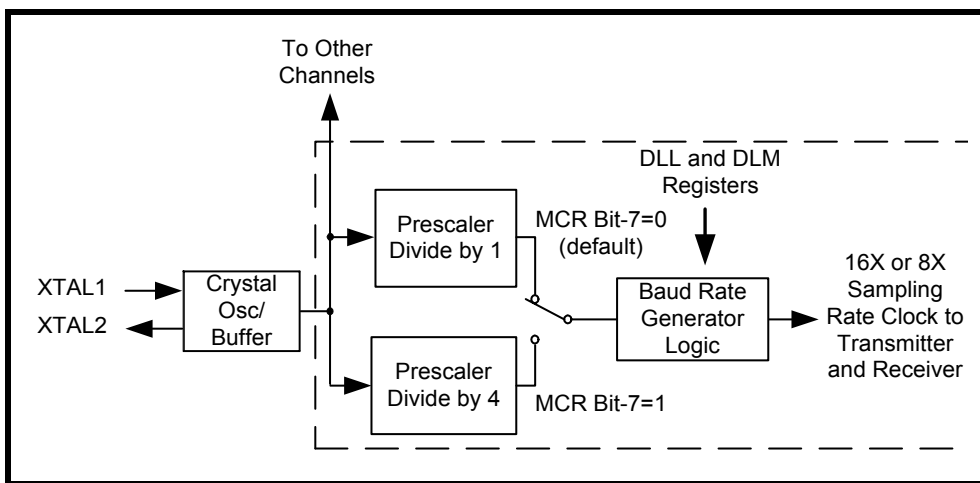 To Other
Channels
DLL and DLM
Registers
Prescaler
Divide by 1
MCR Bit-7=0
(default)
XTAL1
XTAL2
Crystal
Osc/
Buffer
Baud Rate
Generator
Logic
16X or 8X
Sampling
Rate Clock to
Transmitter
and Receiver
Prescaler
Divide by 4
MCR Bit-7=1